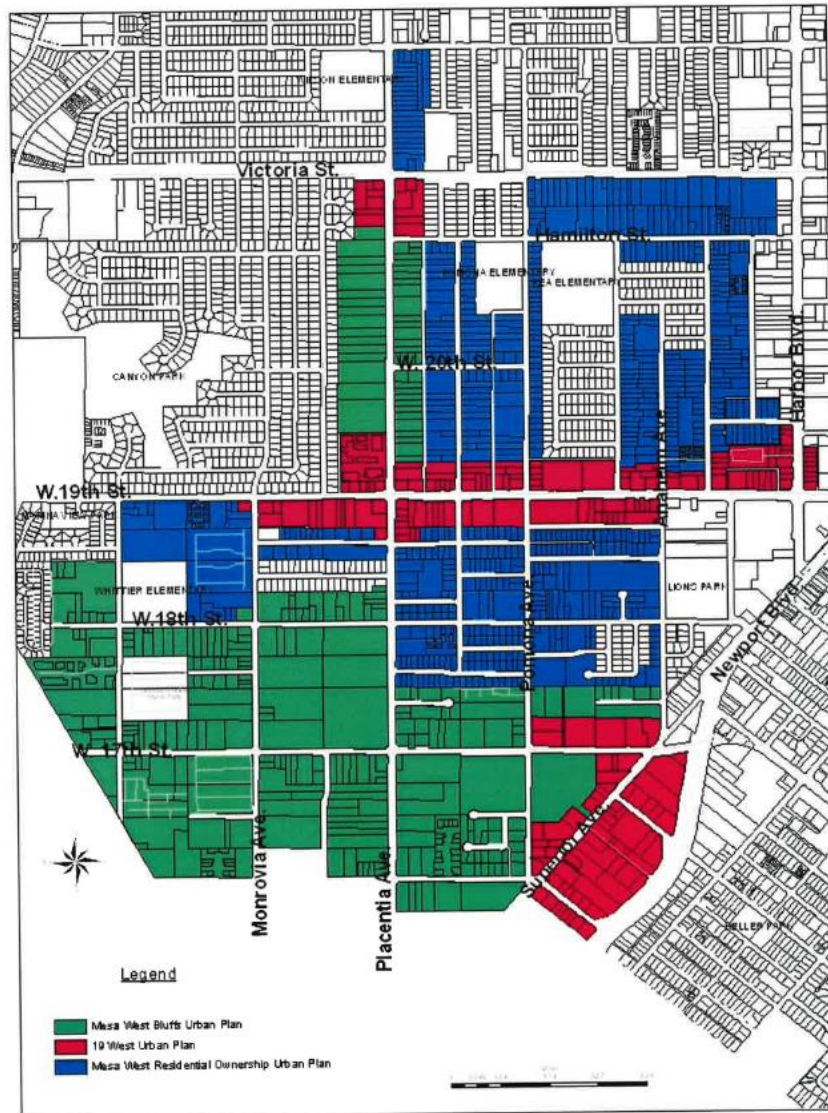 Victoria St.
Hamilton St.
CANYON PARK
W. 20th St.
Harbor Blvd
Anaheim Ave.
W.19th St.
WHITTIER ELEMENTARY
LIONS PARK
W.18th St.
Pomona Ave.
Newport Blvd.
W. 17th St.
Superior Ave.
Monrovia Ave.
Placentia Ave.
HELLER PARK
Legend
Mesa West Bluffs Urban Plan
19 West Urban Plan
Mesa West Residential Ownership Urban Plan